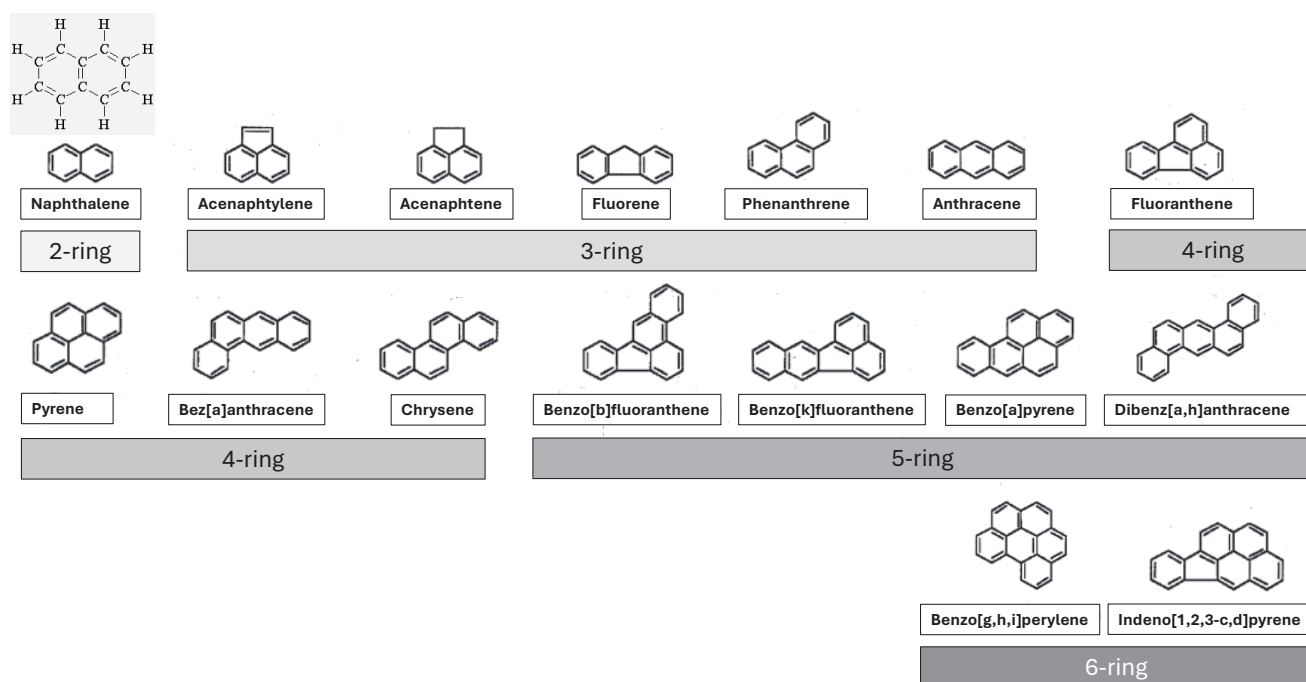 H H
H C C H
C C C
C C C
H C C H
H H
Naphthalene
Acenaphtylene
Acenaphtene
Fluorene
Phenanthrene
Anthracene
Fluoranthene
2-ring
3-ring
4-ring
Pyrene
Bez[a]anthracene
Chrysene
Benzo[b]fluoranthene
Benzo[k]fluoranthene
Benzo[a]pyrene
Dibenz[a,h]anthracene
4-ring
5-ring
Benzo[g,h,i]perylene
Indeno[1,2,3-c,d]pyrene
6-ring